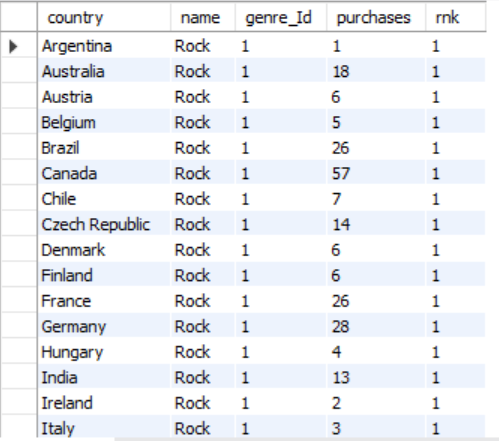 country name genre_Id purchases rnk
Argentina Rock 1 1 1
Australia Rock 1 18 1
Austria Rock 1 6 1
Belgium Rock 1 5 1
Brazil Rock 1 26 1
Canada Rock 1 57 1
Chile Rock 1 7 1
Czech Republic Rock 1 14 1
Denmark Rock 1 6 1
Finland Rock 1 6 1
France Rock 1 26 1
Germany Rock 1 28 1
Hungary Rock 1 4 1
India Rock 1 13 1
Ireland Rock 1 2 1
Italy Rock 1 3 1